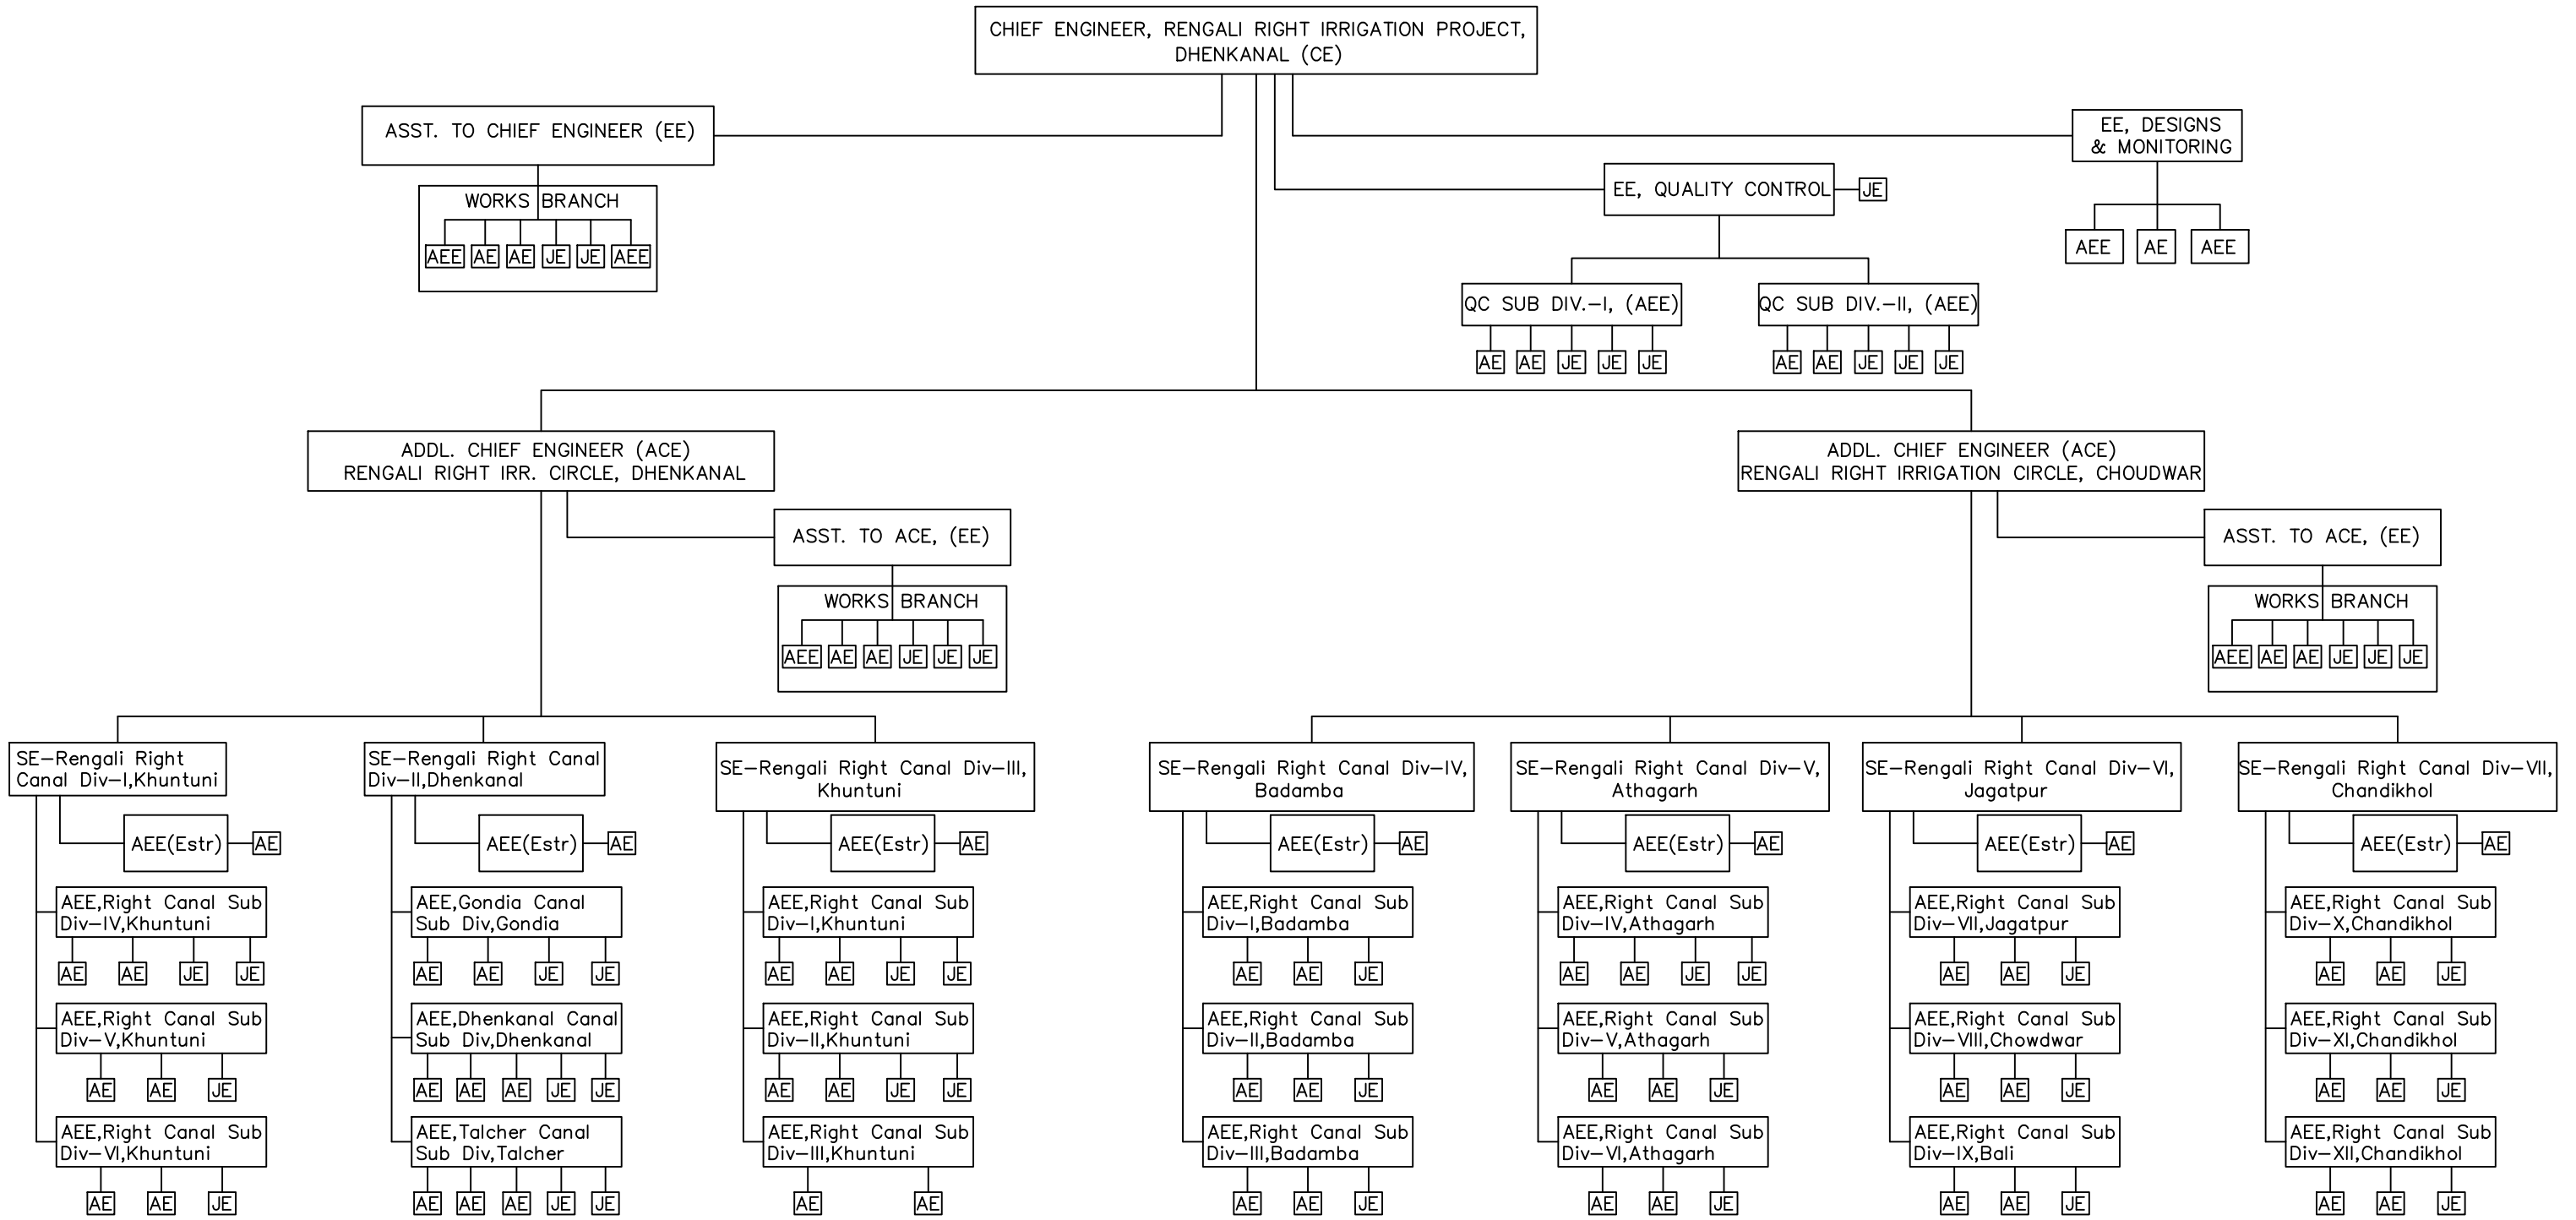 CHIEF ENGINEER, RENGALI RIGHT IRRIGATION PROJECT,
DHENKANAL (CE)
ASST. TO CHIEF ENGINEER (EE)
WORKS BRANCH
AEE AE AE JE JE AEE
EE, DESIGNS
& MONITORING
AEE AE AEE
EE, QUALITY CONTROL JE
QC SUB DIV.–I, (AEE)
AE AE JE JE JE
QC SUB DIV.–II, (AEE)
AE AE JE JE JE
ADDL. CHIEF ENGINEER (ACE)
RENGALI RIGHT IRR. CIRCLE, DHENKANAL
ASST. TO ACE, (EE)
WORKS BRANCH
AEE AE AE JE JE JE
ADDL. CHIEF ENGINEER (ACE)
RENGALI RIGHT IRRIGATION CIRCLE, CHOUDWAR
ASST. TO ACE, (EE)
WORKS BRANCH
AEE AE AE JE JE JE
SE–Rengali Right
Canal Div–I,Khuntuni
AEE(Estr) AE
AEE,Right Canal Sub
Div–IV,Khuntuni
AE AE JE JE
AEE,Right Canal Sub
Div–V,Khuntuni
AE AE JE
AEE,Right Canal Sub
Div–VI,Khuntuni
AE AE JE
SE–Rengali Right Canal
Div–II,Dhenkanal
AEE(Estr) AE
AEE,Gondia Canal
Sub Div,Gondia
AE AE JE JE
AEE,Dhenkanal Canal
Sub Div,Dhenkanal
AE AE AE JE JE
AEE,Talcher Canal
Sub Div,Talcher
AE AE AE JE JE
SE–Rengali Right Canal Div–III,
Khuntuni
AEE(Estr) AE
AEE,Right Canal Sub
Div–I,Khuntuni
AE AE JE JE
AEE,Right Canal Sub
Div–II,Khuntuni
AE AE JE JE
AEE,Right Canal Sub
Div–III,Khuntuni
AE AE
SE–Rengali Right Canal Div–IV,
Badamba
AEE(Estr) AE
AEE,Right Canal Sub
Div–I,Badamba
AE AE JE
AEE,Right Canal Sub
Div–II,Badamba
AE AE JE
AEE,Right Canal Sub
Div–III,Badamba
AE AE JE
SE–Rengali Right Canal Div–V,
Athagarh
AEE(Estr) AE
AEE,Right Canal Sub
Div–IV,Athagarh
AE AE JE JE
AEE,Right Canal Sub
Div–V,Athagarh
AE AE JE
AEE,Right Canal Sub
Div–VI,Athagarh
AE AE JE
SE–Rengali Right Canal Div–VI,
Jagatpur
AEE(Estr) AE
AEE,Right Canal Sub
Div–VII,Jagatpur
AE AE JE
AEE,Right Canal Sub
Div–VIII,Chowdwar
AE AE JE
AEE,Right Canal Sub
Div–IX,Bali
AE AE JE
SE–Rengali Right Canal Div–VII,
Chandikhol
AEE(Estr) AE
AEE,Right Canal Sub
Div–X,Chandikhol
AE AE JE
AEE,Right Canal Sub
Div–XI,Chandikhol
AE AE JE
AEE,Right Canal Sub
Div–XII,Chandikhol
AE AE JE